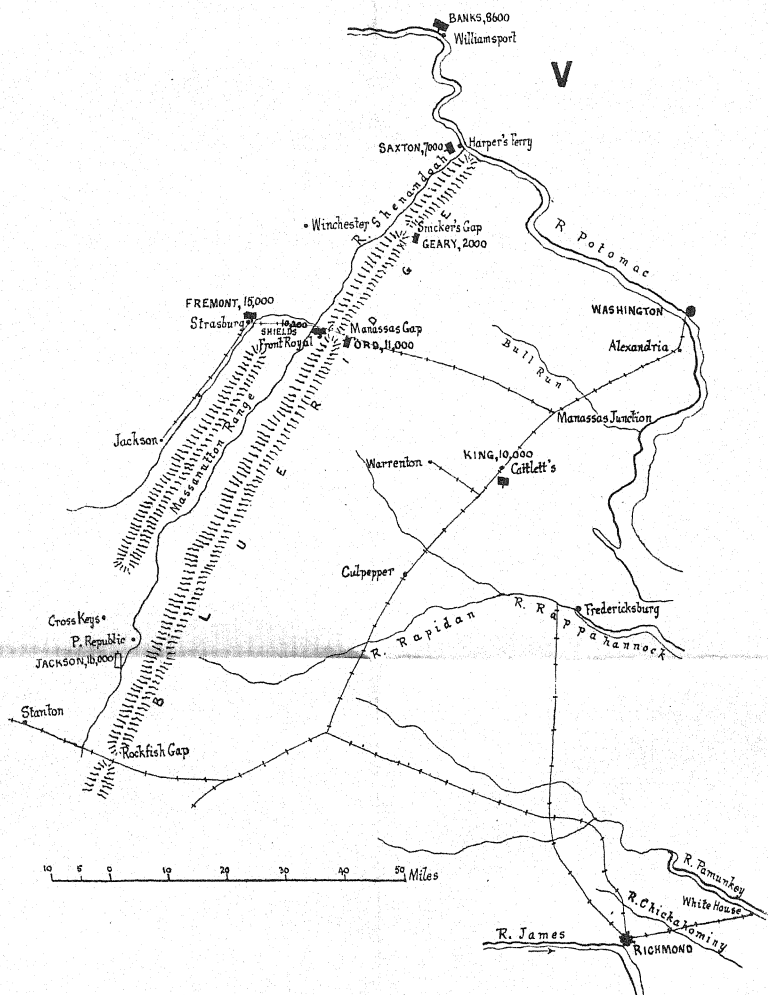 BANKS, 8600
Williamsport
V
SAXTON, 7000
Harper's Ferry
R. Shenandoah
Winchester
Snicker's Gap
GEARY, 2000
R Potomac
FREMONT, 15,000
Strasburg
10,200
SHIELDS
Front Royal
Manassas Gap
ORD, 11,000
WASHINGTON
Alexandria
Bull Run
Manassas Junction
Jackson
Massanutton Range
BLUE RIDGE
Warrenton
KING, 10,000
Cattlett's
Culpepper
Cross Keys
P. Republic
JACKSON, 16,000
R. Rapidan
R. Rappahannock
Fredericksburg
Stanton
Rockfish Gap
10 5 0 10 20 30 40 50 Miles
R. Pamunkey
White House
R. Chickahominy
R. James
RICHMOND